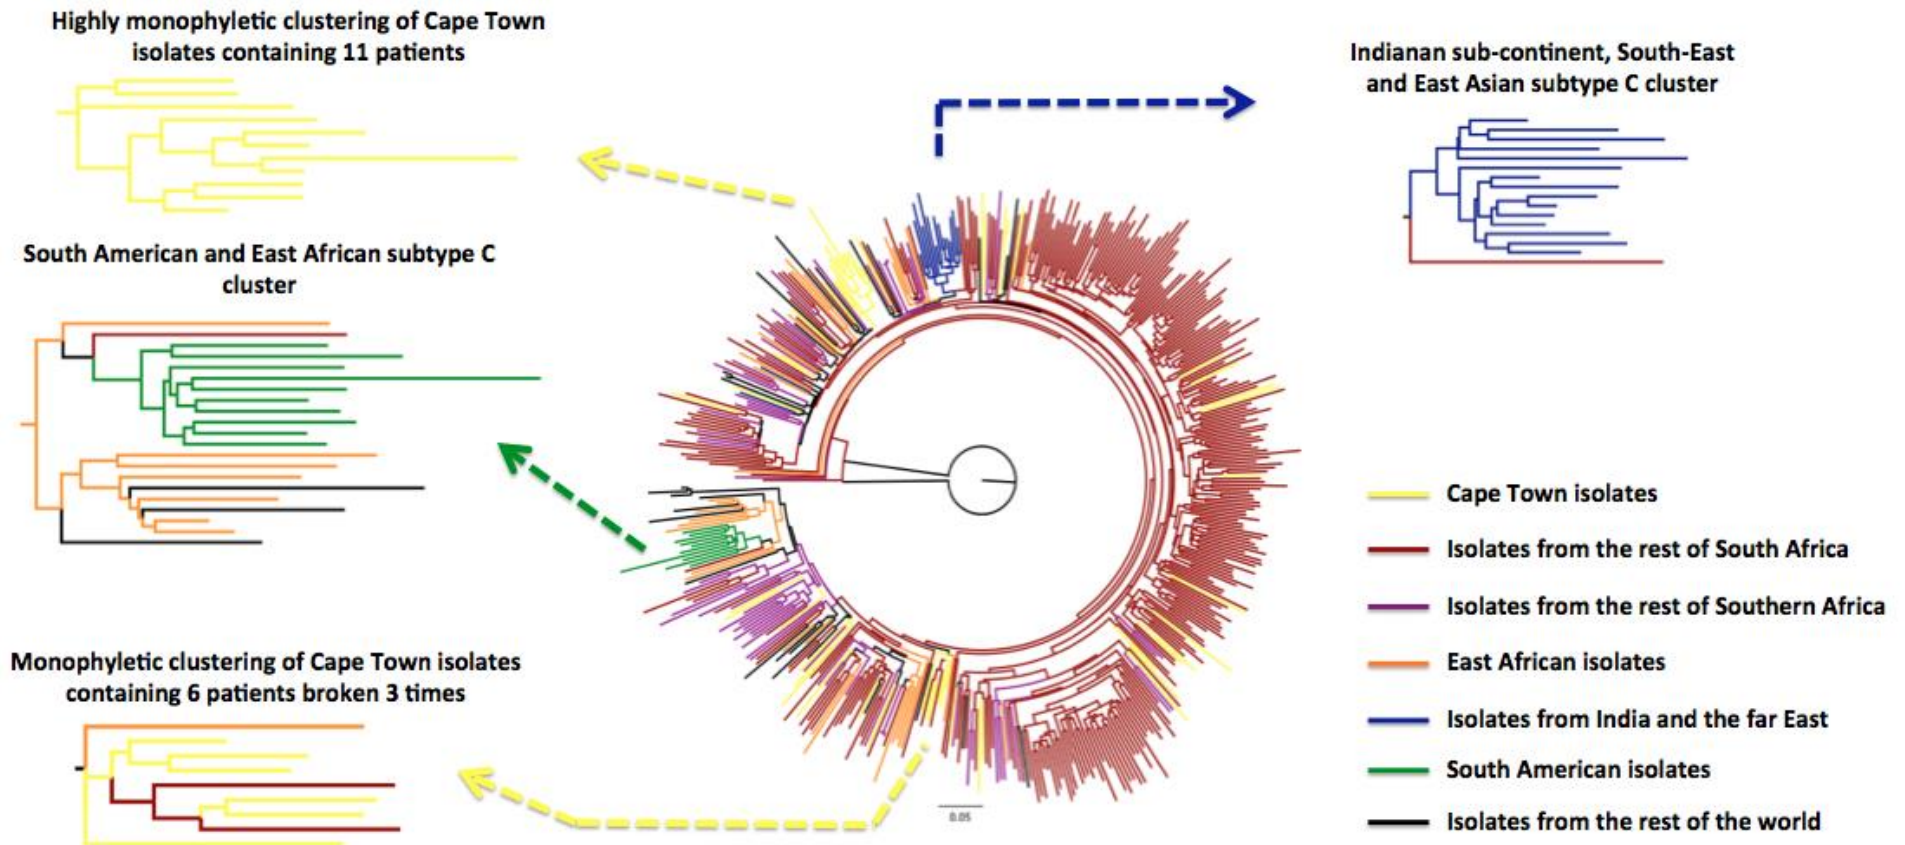 Highly monophyletic clustering of Cape Town
isolates containing 11 patients
Indianan sub-continent, South-East
and East Asian subtype C cluster
South American and East African subtype C
cluster
Monophyletic clustering of Cape Town isolates
containing 6 patients broken 3 times
0.05
Cape Town isolates
Isolates from the rest of South Africa
Isolates from the rest of Southern Africa
East African isolates
Isolates from India and the far East
South American isolates
Isolates from the rest of the world